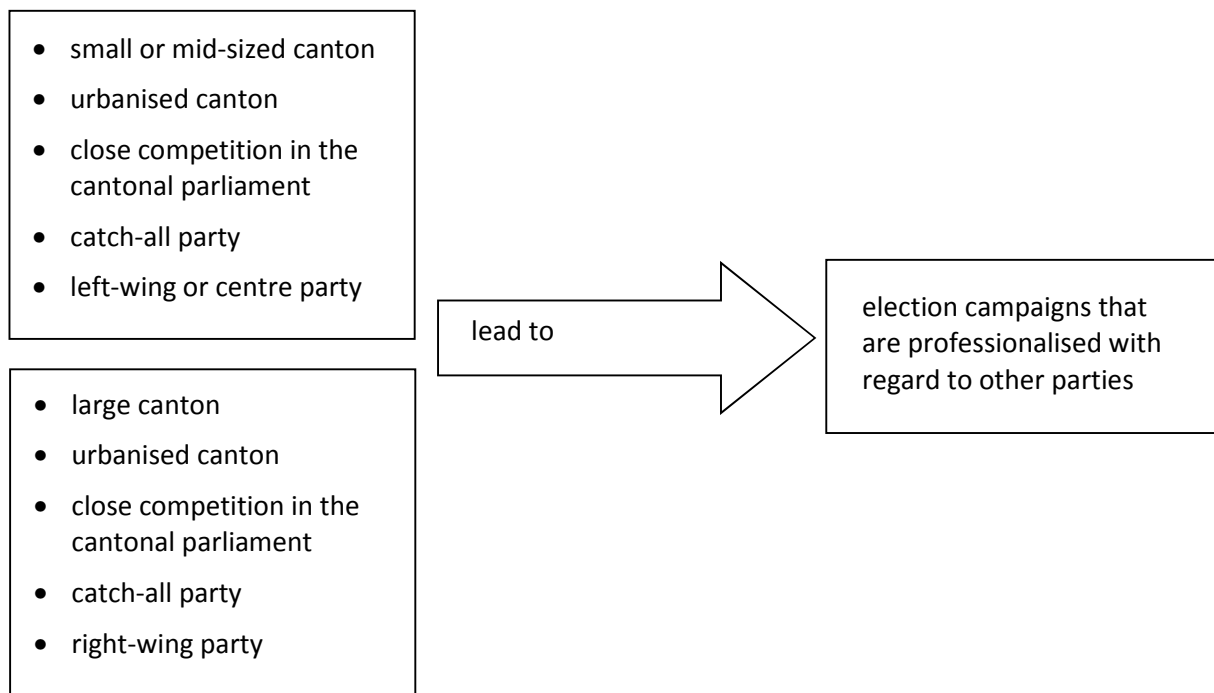 • small or mid-sized canton
• urbanised canton
• close competition in the
cantonal parliament
• catch-all party
• left-wing or centre party
lead to
election campaigns that
are professionalised with
regard to other parties
• large canton
• urbanised canton
• close competition in the
cantonal parliament
• catch-all party
• right-wing party